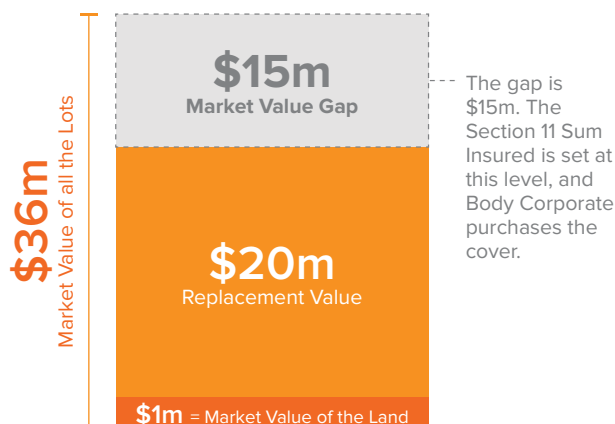 $36m
Market Value of all the Lots
$15m
Market Value Gap
The gap is
$15m. The
Section 11 Sum
Insured is set at
this level, and
Body Corporate
purchases the
cover.
$20m
Replacement Value
$1m = Market Value of the Land